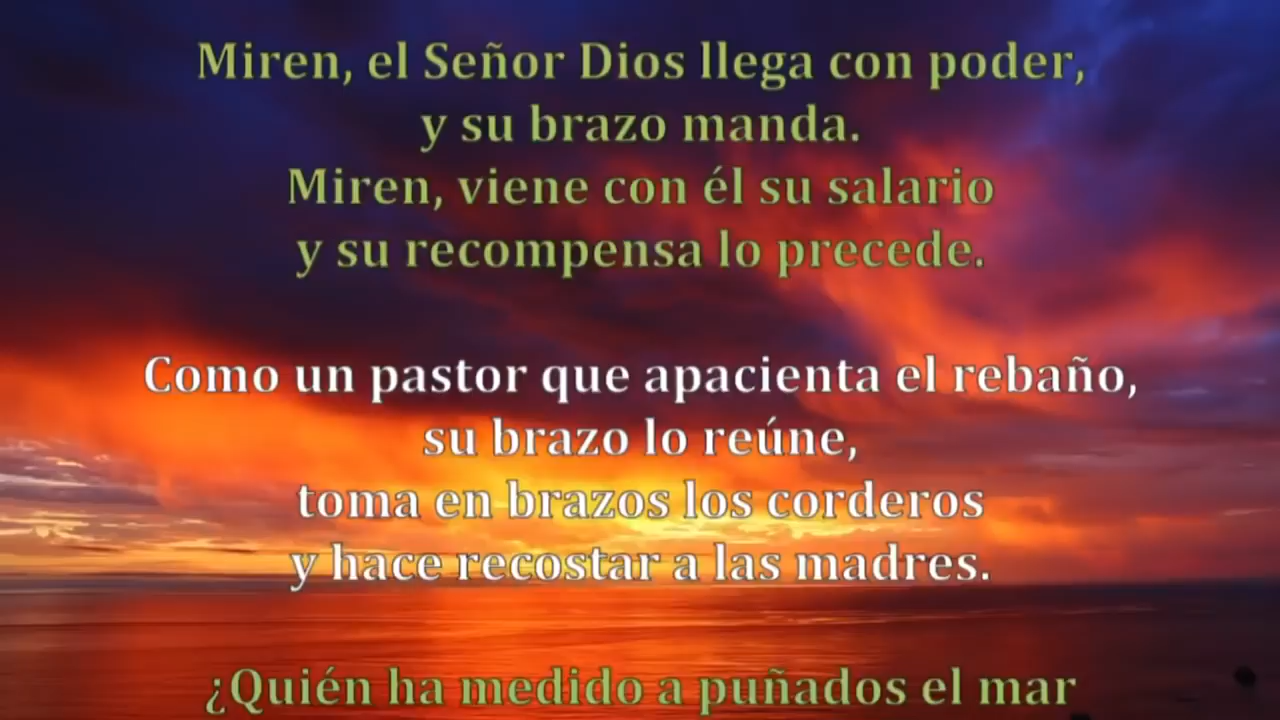 Miren, el Señor Dios llega con poder,
y su brazo manda.
Miren, viene con él su salario
y su recompensa lo precede.
Como un pastor que apacienta el rebaño,
su brazo lo reúne,
toma en brazos los corderos
y hace recostar a las madres.
¿Quién ha medido a puñados el mar